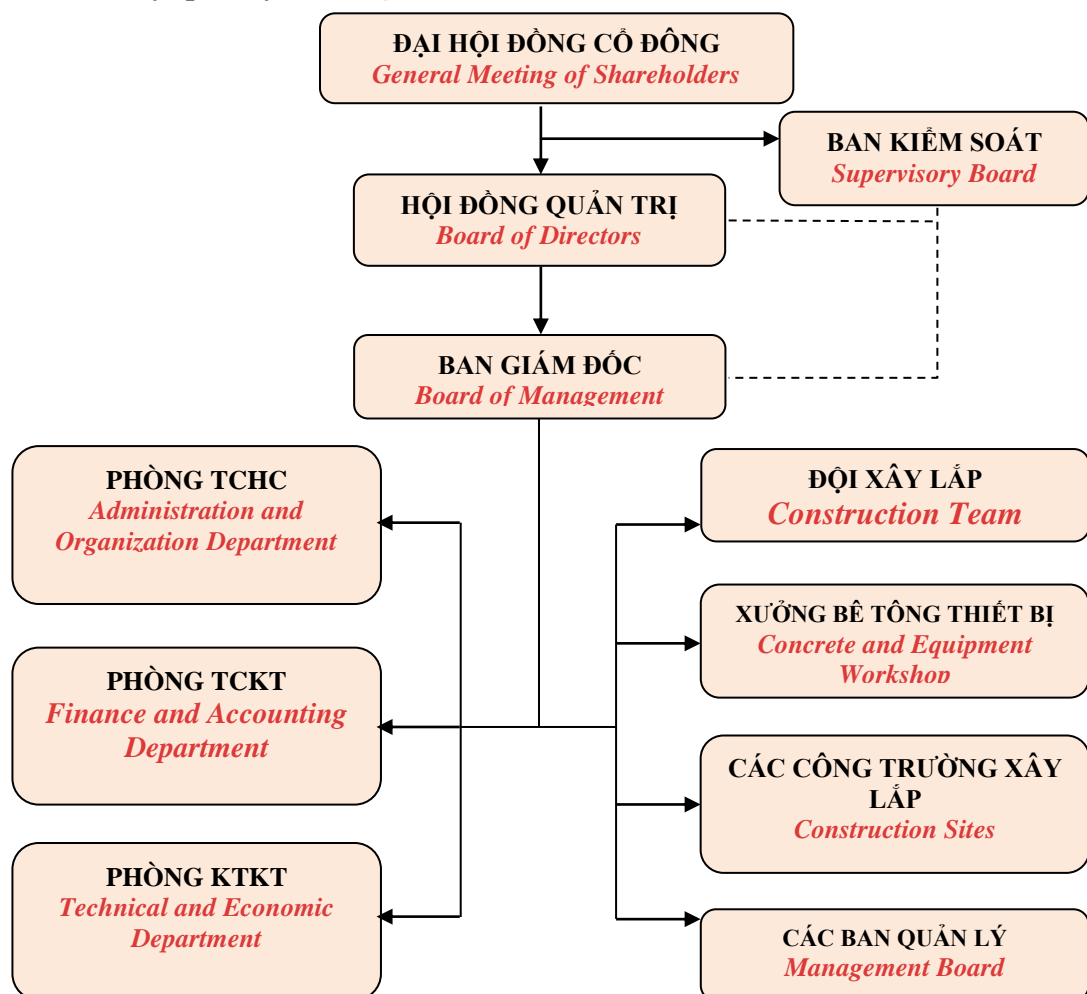 ĐẠI HỘI ĐỒNG CỔ ĐÔNG
General Meeting of Shareholders
BAN KIỂM SOÁT
Supervisory Board
HỘI ĐỒNG QUẢN TRỊ
Board of Directors
BAN GIÁM ĐỐC
Board of Management
PHÒNG TCHC
Administration and
Organization Department
ĐỘI XÂY LẮP
Construction Team
XƯỞNG BÊ TÔNG THIẾT BỊ
Concrete and Equipment
Workshop
PHÒNG TCKT
Finance and Accounting
Department
CÁC CÔNG TRƯỜNG XÂY
LẮP
Construction Sites
PHÒNG KTKT
Technical and Economic
Department
CÁC BAN QUẢN LÝ
Management Board